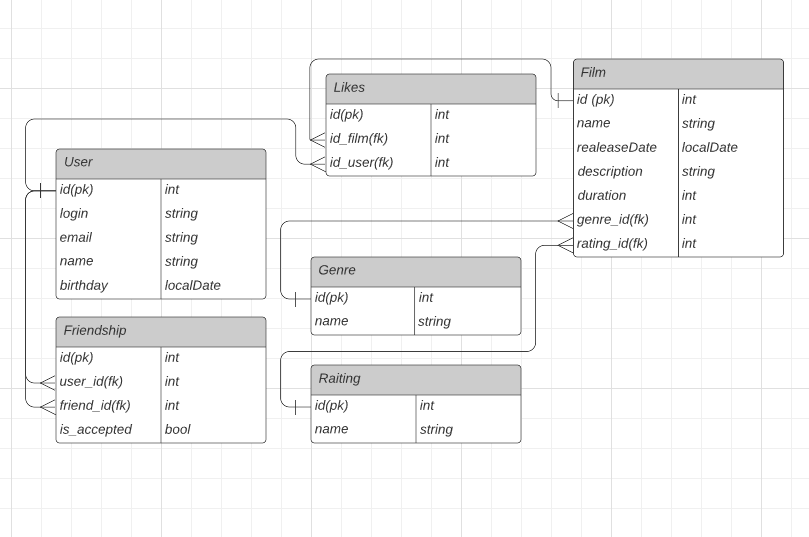 Likes
id(pk) int
id_film(fk) int
id_user(fk) int
Film
id (pk) int
name string
realeaseDate localDate
description string
duration int
genre_id(fk) int
rating_id(fk) int
User
id(pk) int
login string
email string
name string
birthday localDate
Genre
id(pk) int
name string
Friendship
id(pk) int
user_id(fk) int
friend_id(fk) int
is_accepted bool
Raiting
id(pk) int
name string